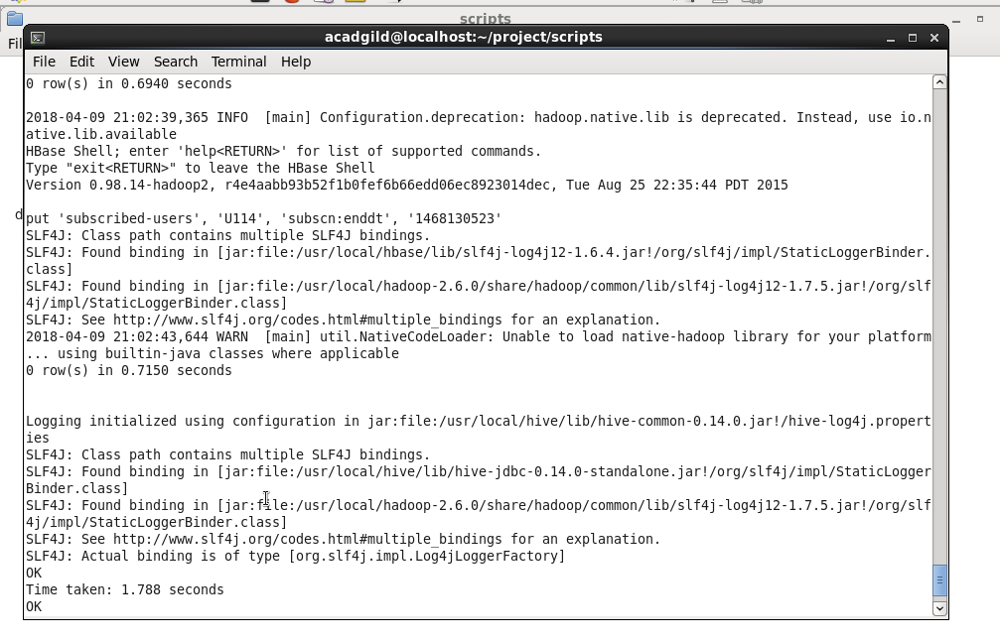 scripts
Fil
d
acadgild@localhost:~/project/scripts
File Edit View Search Terminal Help
0 row(s) in 0.6940 seconds
2018-04-09 21:02:39,365 INFO  [main] Configuration.deprecation: hadoop.native.lib is deprecated. Instead, use io.n
ative.lib.available
HBase Shell; enter 'help<RETURN>' for list of supported commands.
Type "exit<RETURN>" to leave the HBase Shell
Version 0.98.14-hadoop2, r4e4aabb93b52f1b0fef6b66edd06ec8923014dec, Tue Aug 25 22:35:44 PDT 2015
put 'subscribed-users', 'U114', 'subscn:enddt', '1468130523'
SLF4J: Class path contains multiple SLF4J bindings.
SLF4J: Found binding in [jar:file:/usr/local/hbase/lib/slf4j-log4j12-1.6.4.jar!/org/slf4j/impl/StaticLoggerBinder.
class]
SLF4J: Found binding in [jar:file:/usr/local/hadoop-2.6.0/share/hadoop/common/lib/slf4j-log4j12-1.7.5.jar!/org/slf
4j/impl/StaticLoggerBinder.class]
SLF4J: See http://www.slf4j.org/codes.html#multiple_bindings for an explanation.
2018-04-09 21:02:43,644 WARN  [main] util.NativeCodeLoader: Unable to load native-hadoop library for your platform
... using builtin-java classes where applicable
0 row(s) in 0.7150 seconds
Logging initialized using configuration in jar:file:/usr/local/hive/lib/hive-common-0.14.0.jar!/hive-log4j.propert
ies
SLF4J: Class path contains multiple SLF4J bindings.
SLF4J: Found binding in [jar:file:/usr/local/hive/lib/hive-jdbc-0.14.0-standalone.jar!/org/slf4j/impl/StaticLogger
Binder.class]
SLF4J: Found binding in [jar:file:/usr/local/hadoop-2.6.0/share/hadoop/common/lib/slf4j-log4j12-1.7.5.jar!/org/slf
4j/impl/StaticLoggerBinder.class]
SLF4J: See http://www.slf4j.org/codes.html#multiple_bindings for an explanation.
SLF4J: Actual binding is of type [org.slf4j.impl.Log4jLoggerFactory]
OK
Time taken: 1.788 seconds
OK